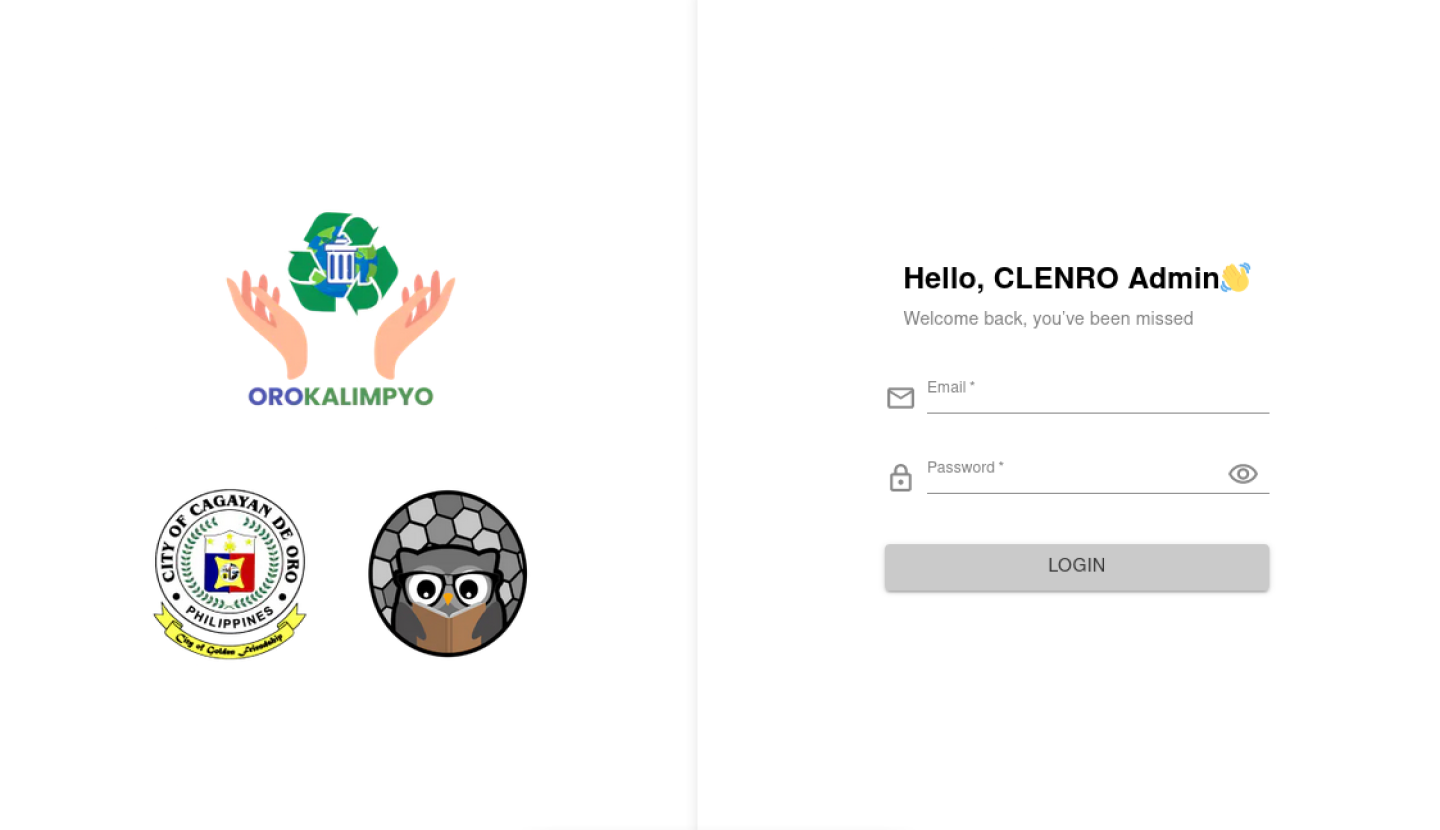 OROKALIMPYO
CITY OF CAGAYAN DE ORO
PHILIPPINES
City of Golden Friendship
Hello, CLENRO Admin👋
Welcome back, you've been missed
Email *
Password *
LOGIN